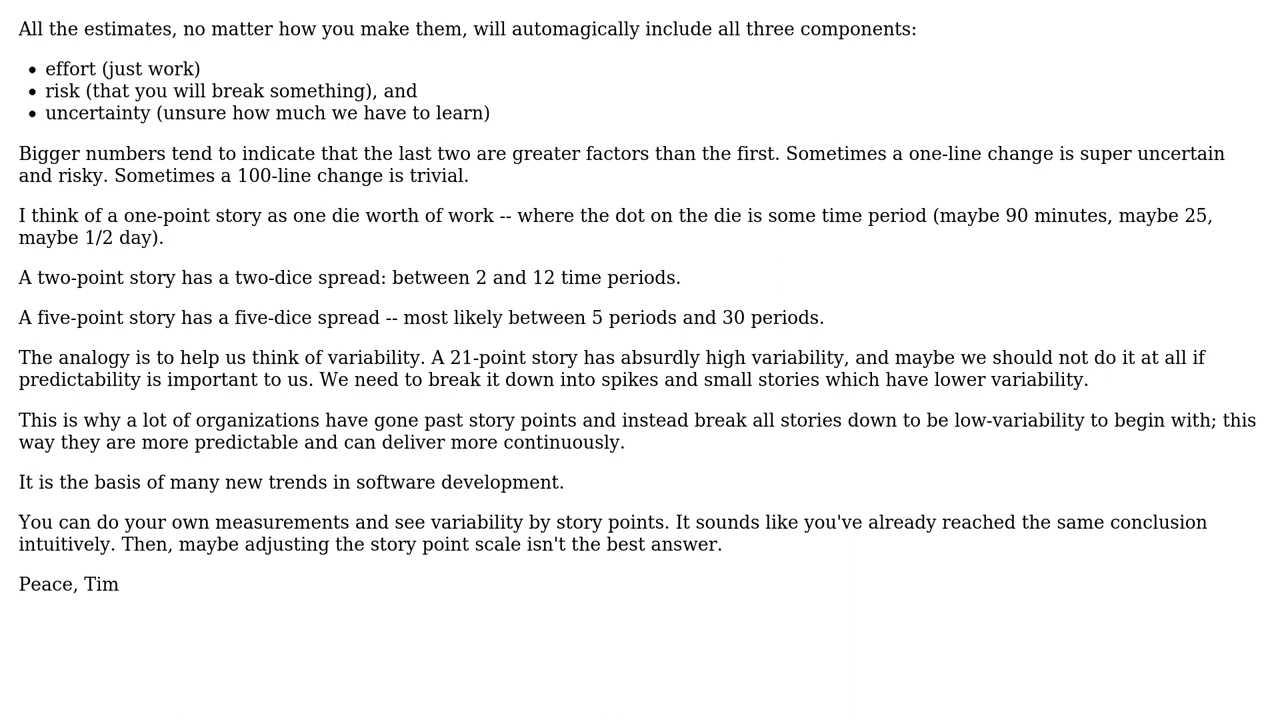 All the estimates, no matter how you make them, will automagically include all three components:
• effort (just work)
• risk (that you will break something), and
• uncertainty (unsure how much we have to learn)
Bigger numbers tend to indicate that the last two are greater factors than the first. Sometimes a one-line change is super uncertain
and risky. Sometimes a 100-line change is trivial.
I think of a one-point story as one die worth of work -- where the dot on the die is some time period (maybe 90 minutes, maybe 25,
maybe 1/2 day).
A two-point story has a two-dice spread: between 2 and 12 time periods.
A five-point story has a five-dice spread -- most likely between 5 periods and 30 periods.
The analogy is to help us think of variability. A 21-point story has absurdly high variability, and maybe we should not do it at all if
predictability is important to us. We need to break it down into spikes and small stories which have lower variability.
This is why a lot of organizations have gone past story points and instead break all stories down to be low-variability to begin with; this
way they are more predictable and can deliver more continuously.
It is the basis of many new trends in software development.
You can do your own measurements and see variability by story points. It sounds like you've already reached the same conclusion
intuitively. Then, maybe adjusting the story point scale isn't the best answer.
Peace, Tim